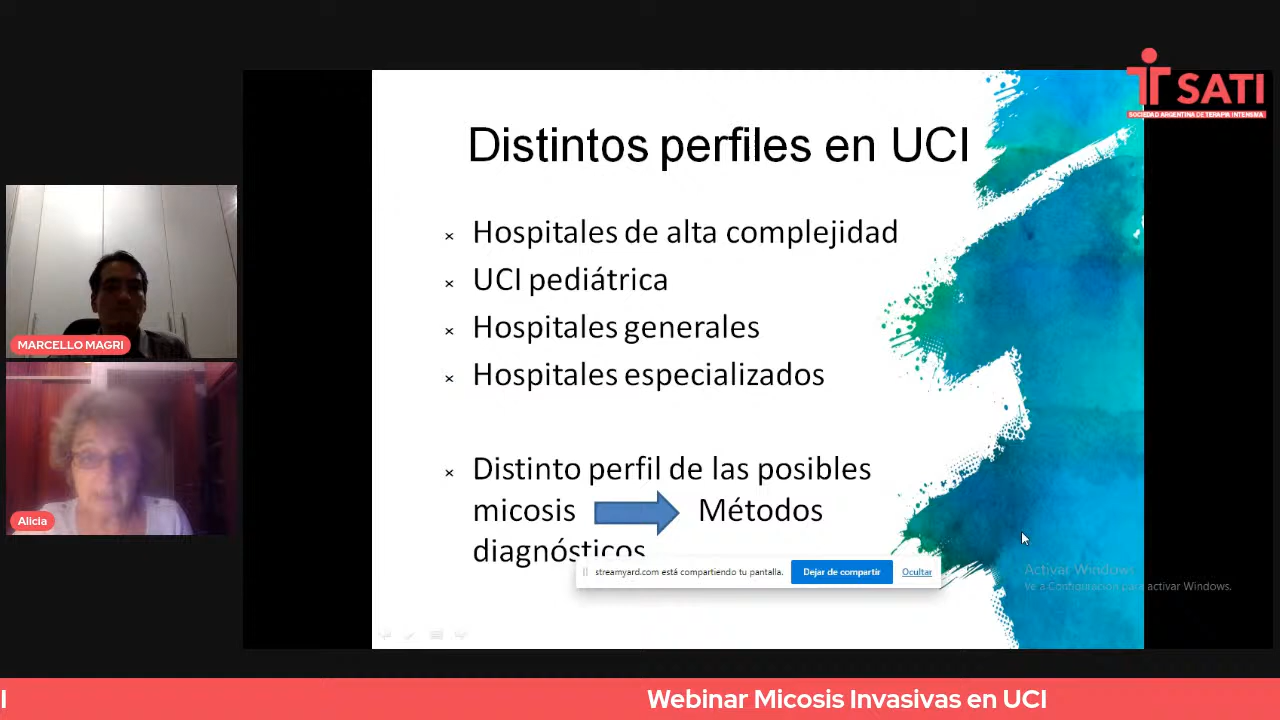 SATI
SOCIEDAD ARGENTINA DE TERAPIA INTENSIVA
Distintos perfiles en UCI
× Hospitales de alta complejidad
× UCI pediátrica
× Hospitales generales
× Hospitales especializados
× Distinto perfil de las posibles
micosis Métodos
diagnósticos
streamyard.com está compartiendo tu pantalla.
Dejar de compartir
Ocultar
Activar Windows
Ve a Configuración para activar Windows.
MARCELLO MAGRI
Alicia
I
Webinar Micosis Invasivas en UCI